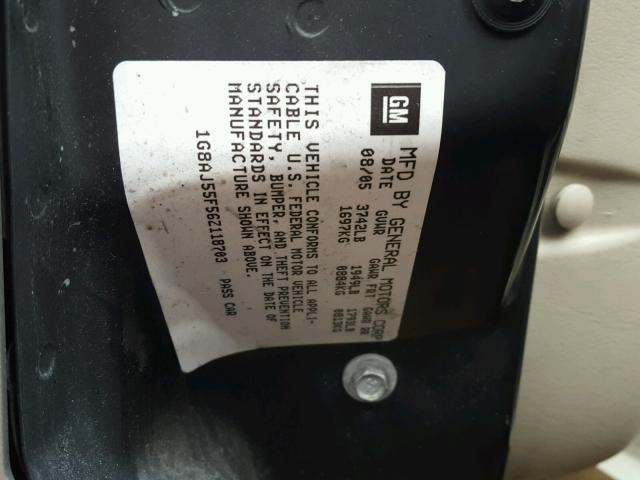 GM
MFD BY GENERAL MOTORS CORP
DATE GVWR GAWR FRT GAWR RR
08/05 3742LB 1949LB 1793LB
1697KG 0884KG 0813KG
THIS VEHICLE CONFORMS TO ALL APPLI-
CABLE U.S. FEDERAL MOTOR VEHICLE
SAFETY, BUMPER, AND THEFT PREVENTION
STANDARDS IN EFFECT ON THE DATE OF
MANUFACTURE SHOWN ABOVE.
1G8AJ55F56Z118703 PASS CAR